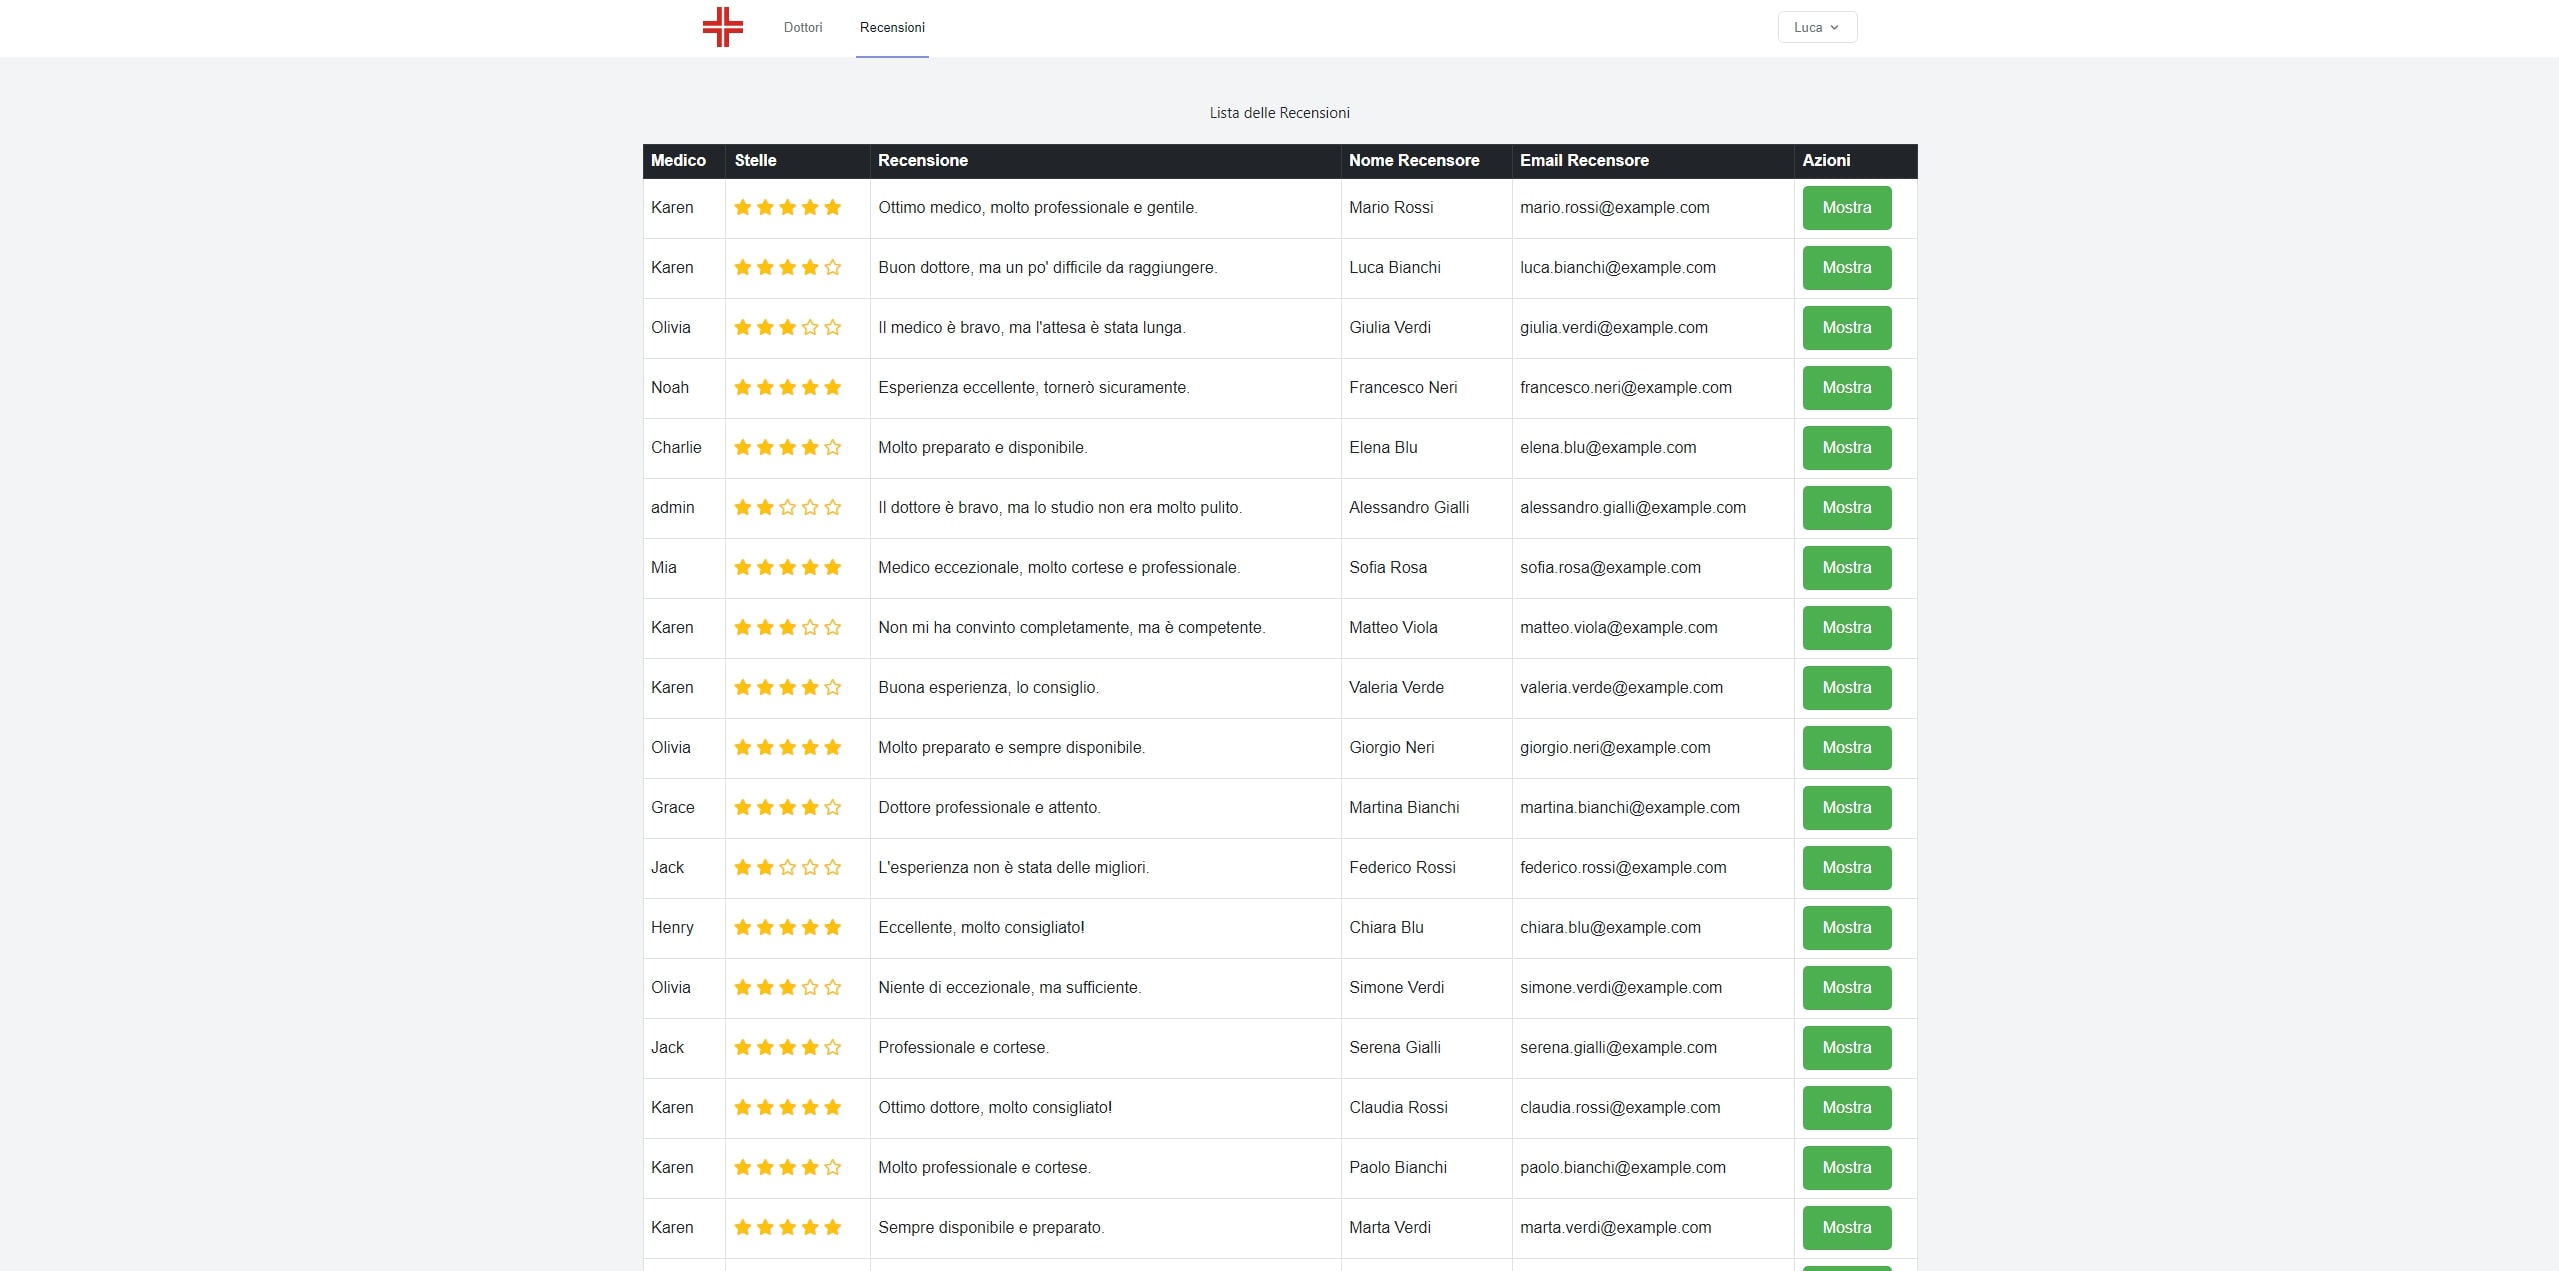 Dottori Recensioni Luca
Lista delle Recensioni
Medico Stelle Recensione Nome Recensore Email Recensore Azioni
Karen Ottimo medico, molto professionale e gentile. Mario Rossi mario.rossi@example.com Mostra
Karen Buon dottore, ma un po' difficile da raggiungere. Luca Bianchi luca.bianchi@example.com Mostra
Olivia Il medico è bravo, ma l'attesa è stata lunga. Giulia Verdi giulia.verdi@example.com Mostra
Noah Esperienza eccellente, tornerò sicuramente. Francesco Neri francesco.neri@example.com Mostra
Charlie Molto preparato e disponibile. Elena Blu elena.blu@example.com Mostra
admin Il dottore è bravo, ma lo studio non era molto pulito. Alessandro Gialli alessandro.gialli@example.com Mostra
Mia Medico eccezionale, molto cortese e professionale. Sofia Rosa sofia.rosa@example.com Mostra
Karen Non mi ha convinto completamente, ma è competente. Matteo Viola matteo.viola@example.com Mostra
Karen Buona esperienza, lo consiglio. Valeria Verde valeria.verde@example.com Mostra
Olivia Molto preparato e sempre disponibile. Giorgio Neri giorgio.neri@example.com Mostra
Grace Dottore professionale e attento. Martina Bianchi martina.bianchi@example.com Mostra
Jack L'esperienza non è stata delle migliori. Federico Rossi federico.rossi@example.com Mostra
Henry Eccellente, molto consigliato! Chiara Blu chiara.blu@example.com Mostra
Olivia Niente di eccezionale, ma sufficiente. Simone Verdi simone.verdi@example.com Mostra
Jack Professionale e cortese. Serena Gialli serena.gialli@example.com Mostra
Karen Ottimo dottore, molto consigliato! Claudia Rossi claudia.rossi@example.com Mostra
Karen Molto professionale e cortese. Paolo Bianchi paolo.bianchi@example.com Mostra
Karen Sempre disponibile e preparato. Marta Verdi marta.verdi@example.com Mostra